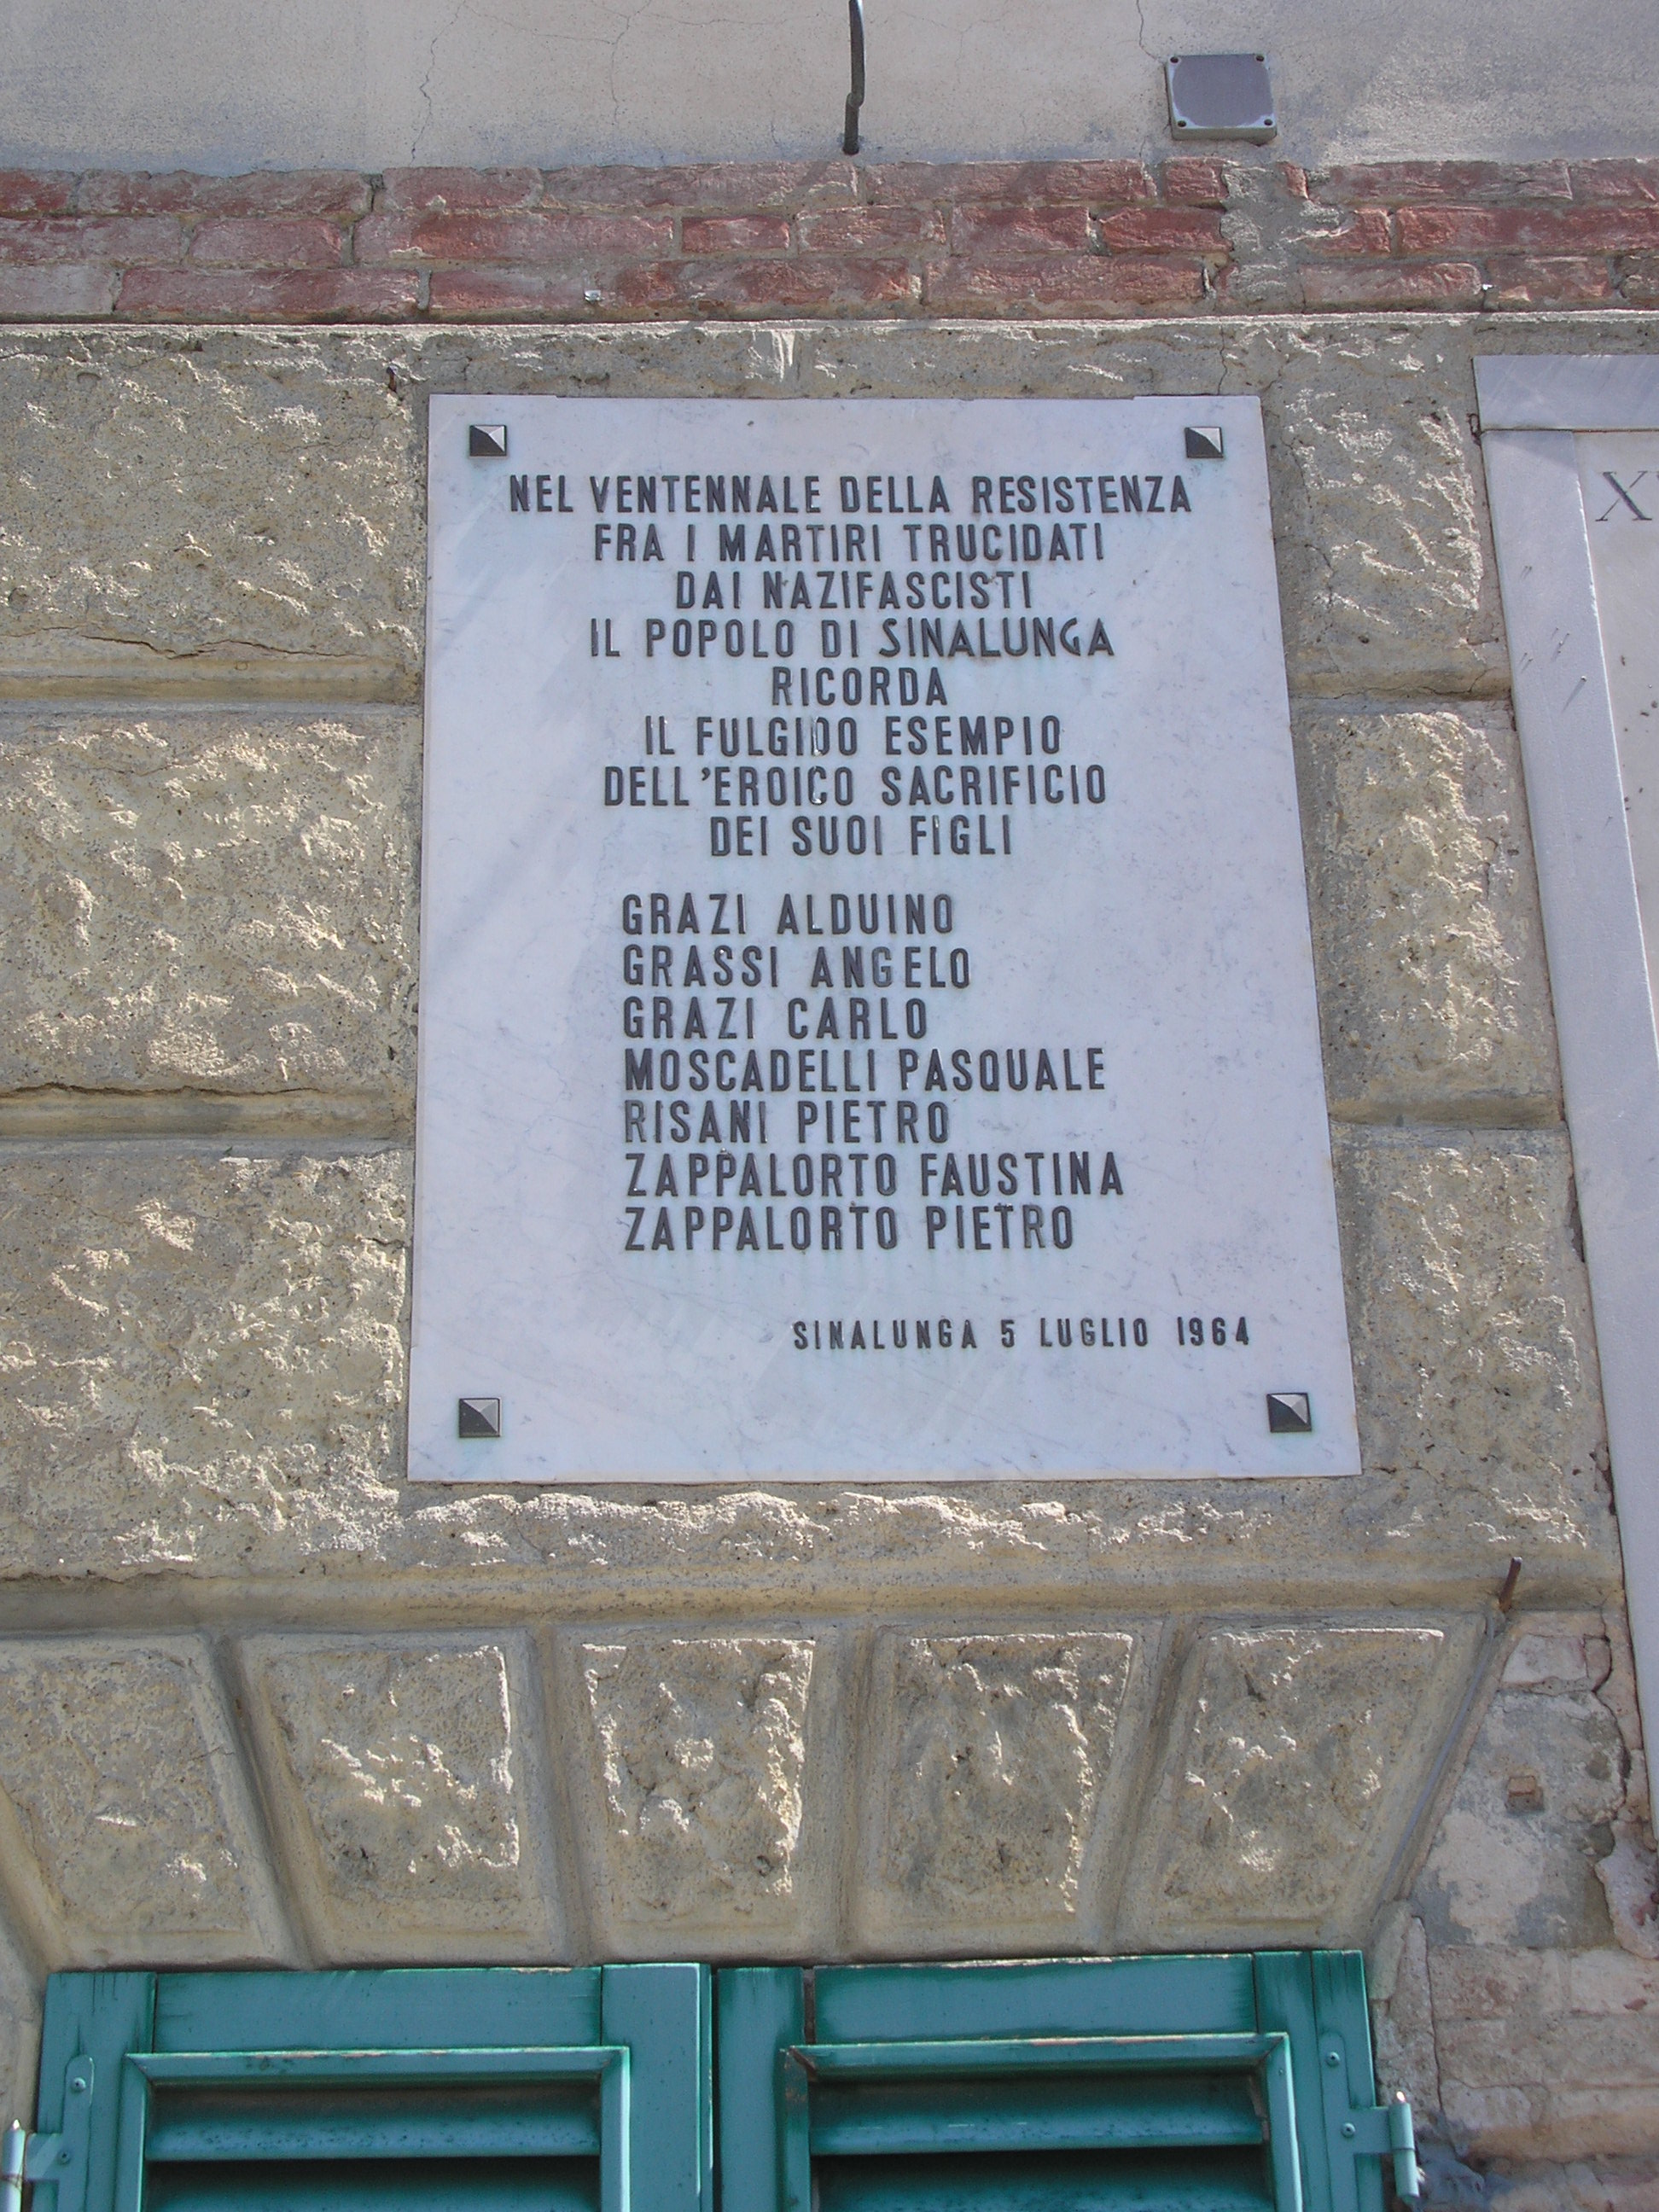 NEL VENTENNALE DELLA RESISTENZA
FRA I MARTIRI TRUCIDATI
DAI NAZIFASCISTI
IL POPOLO DI SINALUNGA
RICORDA
IL FULGIDO ESEMPIO
DELL'EROICO SACRIFICIO
DEI SUOI FIGLI
GRAZI ALDUINO
GRASSI ANGELO
GRAZI CARLO
MOSCADELLI PASQUALE
RISANI PIETRO
ZAPPALORTO FAUSTINA
ZAPPALORTO PIETRO
SINALUNGA 5 LUGLIO 1964